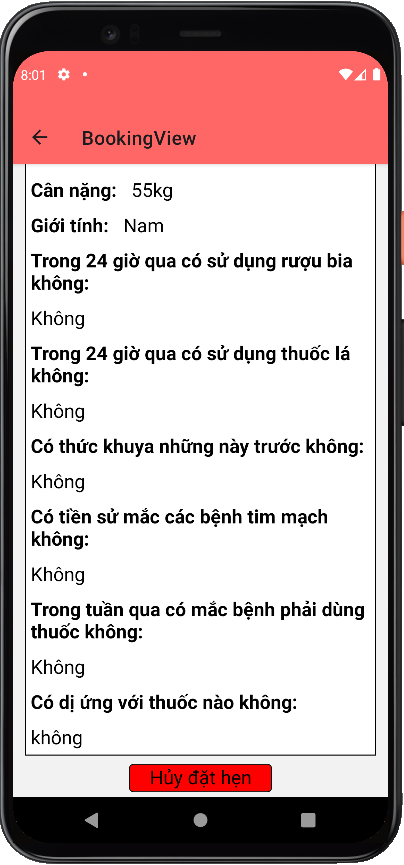 8:01
BookingView
Cân nặng: 55kg
Giới tính: Nam
Trong 24 giờ qua có sử dụng rượu bia
không:
Không
Trong 24 giờ qua có sử dụng thuốc lá
không:
Không
Có thức khuya những này trước không:
Không
Có tiền sử mắc các bệnh tim mạch
không:
Không
Trong tuần qua có mắc bệnh phải dùng
thuốc không:
Không
Có dị ứng với thuốc nào không:
không
Hủy đặt hẹn